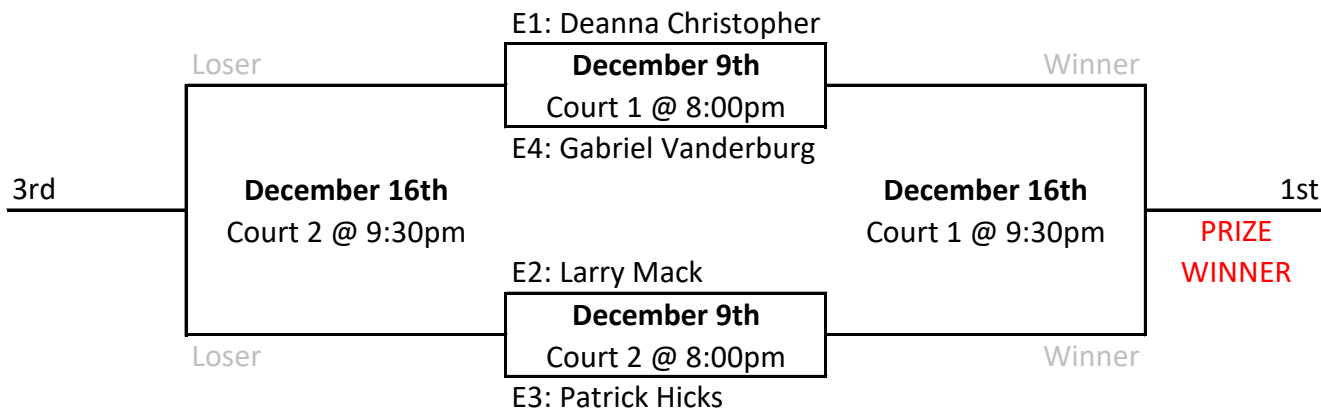 E1: Deanna Christopher
Loser
December 9th
Winner
Court 1 @ 8:00pm
E4: Gabriel Vanderburg
3rd
December 16th
December 16th
1st
Court 2 @ 9:30pm
Court 1 @ 9:30pm
PRIZE
WINNER
E2: Larry Mack
December 9th
Loser
Court 2 @ 8:00pm
Winner
E3: Patrick Hicks